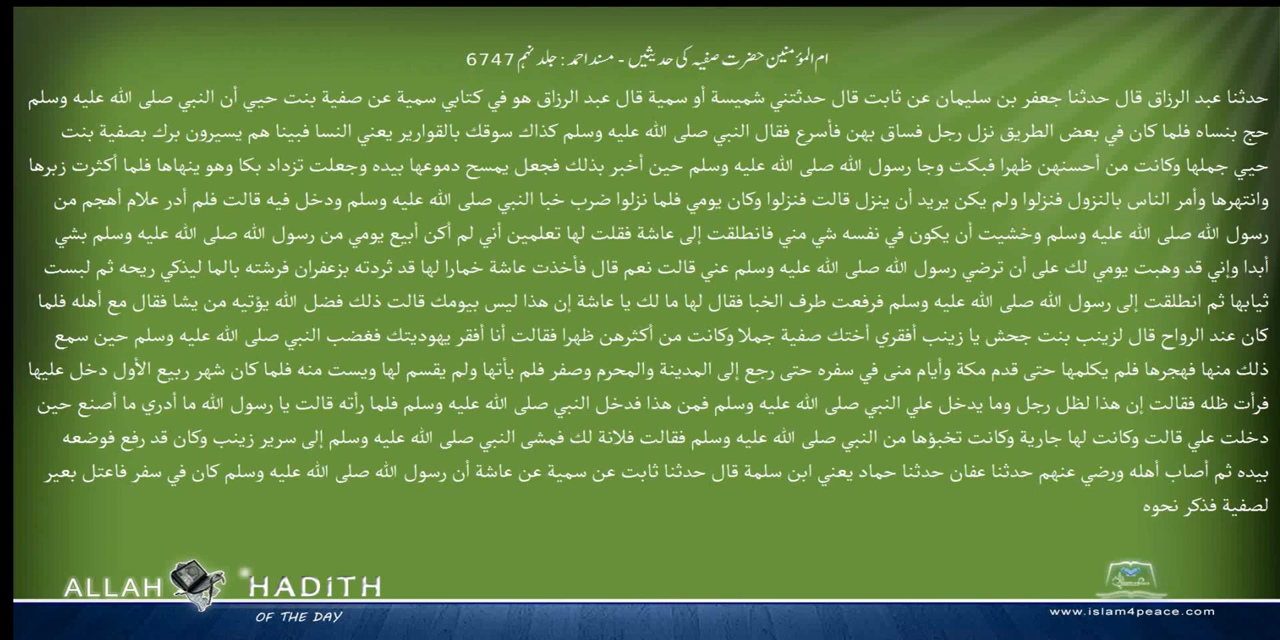 ام المؤمنین حضرت صفیہ کی حدیثیں - مسند احمد : جلد نہم 6747
حدثنا عبد الرزاق قال حدثنا جعفر بن سليمان عن ثابت قال حدثتني شميسة أو سمية قال عبد الرزاق هو في كتابي سمية عن صفية بنت حيي أن النبي صلى الله عليه وسلم
حج بنساه فلما كان في بعض الطريق نزل رجل فساق بهن فأسرع فقال النبي صلى الله عليه وسلم كذاك سوقك بالقوارير يعني النسا فبينا هم يسيرون برك بصفية بنت
حيي جملها وكانت من أحسنهن ظهرا فبكت وجا رسول الله صلى الله عليه وسلم حين أخبر بذلك فجعل يمسح دموعها بيده وجعلت تزداد بكا وهو ينهاها فلما أكثرت زبرها
وانتهرها وأمر الناس بالنزول فنزلوا ولم يكن يريد أن ينزل قالت فنزلوا وكان يومي فلما نزلوا ضرب خبا النبي صلى الله عليه وسلم ودخل فيه قالت فلم أدر علام أهجم من
رسول الله صلى الله عليه وسلم وخشيت أن يكون في نفسه شي مني فانطلقت إلى عاشة فقلت لها تعلمين أني لم أكن أبيع يومي من رسول الله صلى الله عليه وسلم بشي
أبدا وإني قد وهبت يومي لك على أن ترضي رسول الله صلى الله عليه وسلم عني قالت نعم قال فأخذت عاشة خمارا لها قد ثردته بزعفران فرشته بالما ليذكي ريحه ثم لبست
ثيابها ثم انطلقت إلى رسول الله صلى الله عليه وسلم فرفعت طرف الخبا فقال لها ما لك يا عاشة إن هذا ليس بيومك قالت ذلك فضل الله يؤتيه من يشا فقال مع أهله فلما
كان عند الرواح قال لزينب بنت جحش يا زينب أفقري أختك صفية جملا وكانت من أكثرهن ظهرا فقالت أنا أفقر يهوديتك فغضب النبي صلى الله عليه وسلم حين سمع
ذلك منها فهجرها فلم يكلمها حتى قدم مكة وأيام منى في سفره حتى رجع إلى المدينة والمحرم وصفر فلم يأتها ولم يقسم لها ويست منه فلما كان شهر ربيع الأول دخل عليها
فرأت ظله فقالت إن هذا لظل رجل وما يدخل علي النبي صلى الله عليه وسلم فمن هذا فدخل النبي صلى الله عليه وسلم فلما رأته قالت يا رسول الله ما أدري ما أصنع حين
دخلت علي قالت وكانت لها جارية وكانت تخبؤها من النبي صلى الله عليه وسلم فقالت فلانة لك فمشى النبي صلى الله عليه وسلم إلى سرير زينب وكان قد رفع فوضعه
بيده ثم أصاب أهله ورضي عنهم حدثنا عفان حدثنا حماد يعني ابن سلمة قال حدثنا ثابت عن سمية عن عاشة أن رسول الله صلى الله عليه وسلم كان في سفر فاعتل بعير
لصفية فذكر نحوه
ALLAH HADITH
OF THE DAY
www.islam4peace.com